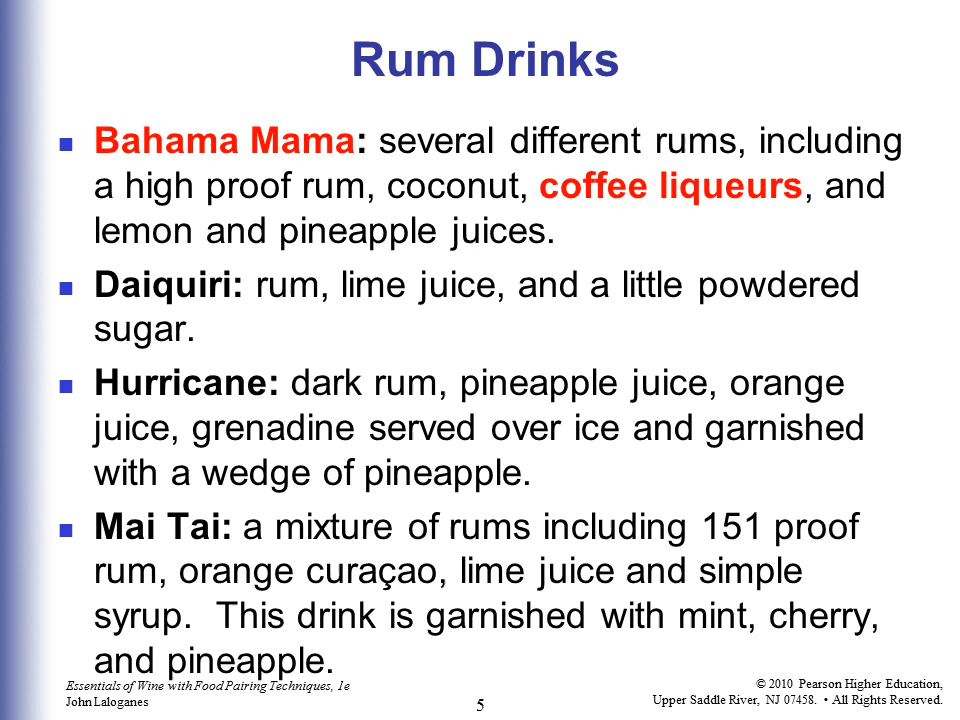 Rum Drinks
Bahama Mama: several different rums, including
a high proof rum, coconut, coffee liqueurs, and
lemon and pineapple juices.
Daiquiri: rum, lime juice, and a little powdered
sugar.
Hurricane: dark rum, pineapple juice, orange
juice, grenadine served over ice and garnished
with a wedge of pineapple.
Mai Tai: a mixture of rums including 151 proof
rum, orange curaçao, lime juice and simple
syrup.  This drink is garnished with mint, cherry,
and pineapple.
Essentials of Wine with Food Pairing Techniques, 1e
John Laloganes
5
© 2010 Pearson Higher Education,
Upper Saddle River, NJ 07458. • All Rights Reserved.